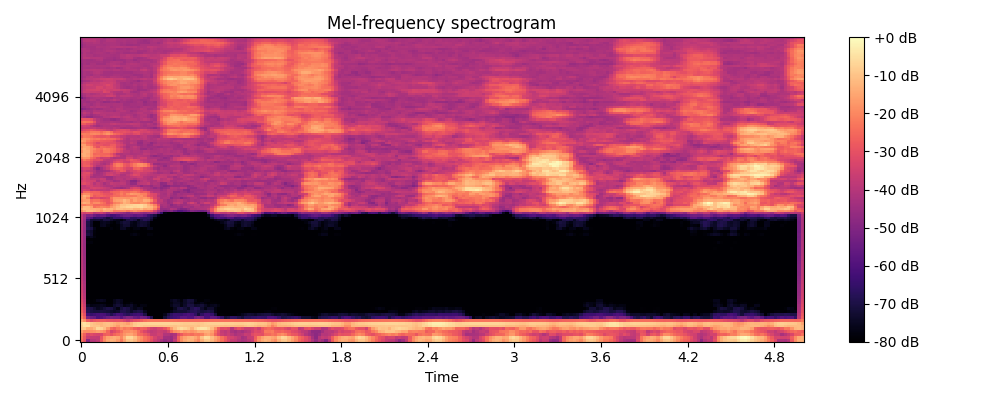 Mel-frequency spectrogram
Hz
4096
2048
1024
512
0
0 0.6 1.2 1.8 2.4 3 3.6 4.2 4.8
Time
+0 dB
-10 dB
-20 dB
-30 dB
-40 dB
-50 dB
-60 dB
-70 dB
-80 dB